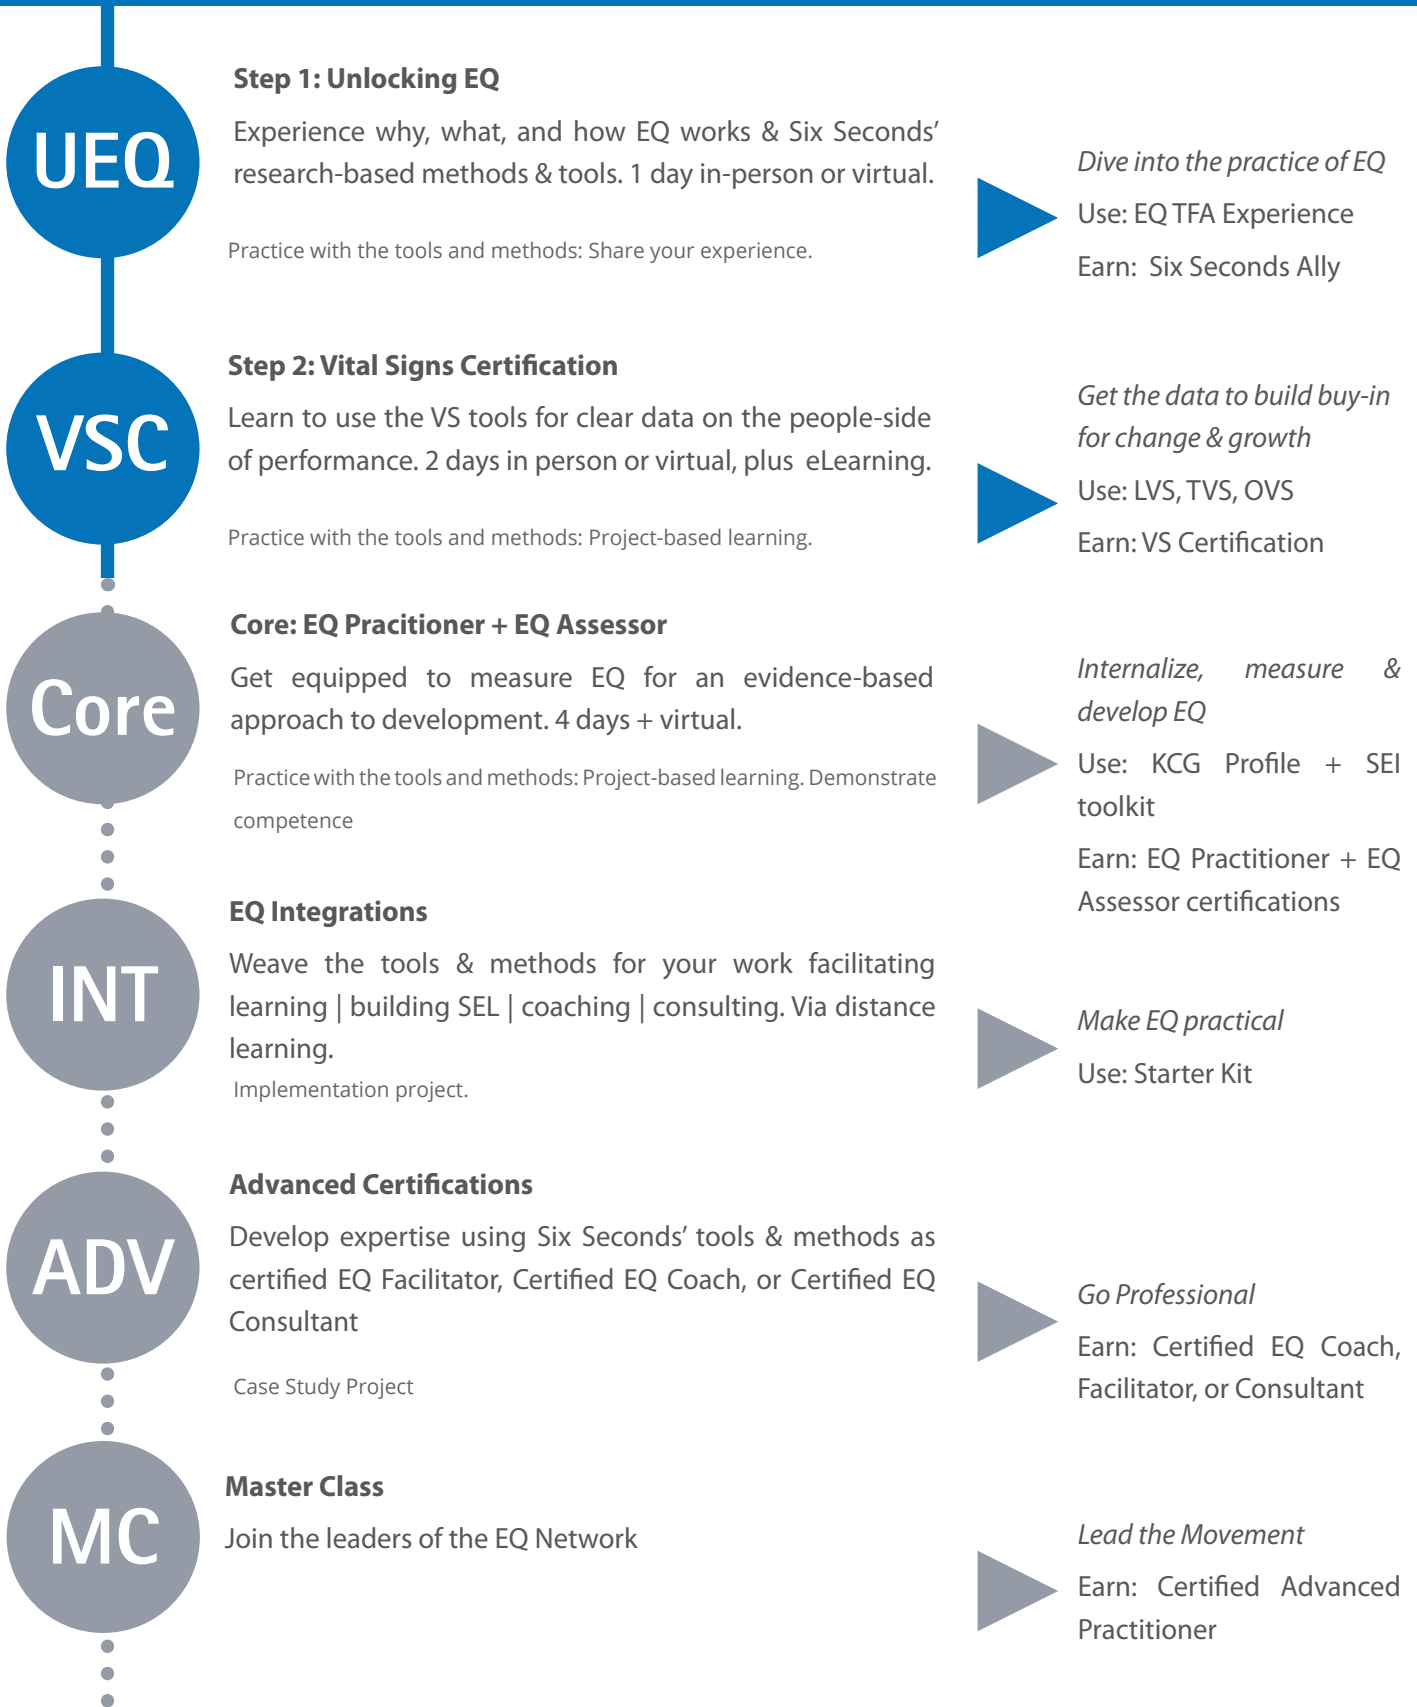 UEQ
Step 1: Unlocking EQ
Experience why, what, and how EQ works & Six Seconds’
research-based methods & tools. 1 day in-person or virtual.
Practice with the tools and methods: Share your experience.
Dive into the practice of EQ
Use: EQ TFA Experience
Earn: Six Seconds Ally
VSC
Step 2: Vital Signs Certification
Learn to use the VS tools for clear data on the people-side
of performance. 2 days in person or virtual, plus eLearning.
Practice with the tools and methods: Project-based learning.
Get the data to build buy-in
for change & growth
Use: LVS, TVS, OVS
Earn: VS Certification
Core
Core: EQ Pracitioner + EQ Assessor
Get equipped to measure EQ for an evidence-based
approach to development. 4 days + virtual.
Practice with the tools and methods: Project-based learning. Demonstrate
competence
Internalize, measure &
develop EQ
Use: KCG Profile + SEI
toolkit
Earn: EQ Practitioner + EQ
Assessor certifications
INT
EQ Integrations
Weave the tools & methods for your work facilitating
learning | building SEL | coaching | consulting. Via distance
learning.
Implementation project.
Make EQ practical
Use: Starter Kit
ADV
Advanced Certifications
Develop expertise using Six Seconds’ tools & methods as
certified EQ Facilitator, Certified EQ Coach, or Certified EQ
Consultant
Case Study Project
Go Professional
Earn: Certified EQ Coach,
Facilitator, or Consultant
MC
Master Class
Join the leaders of the EQ Network
Lead the Movement
Earn: Certified Advanced
Practitioner